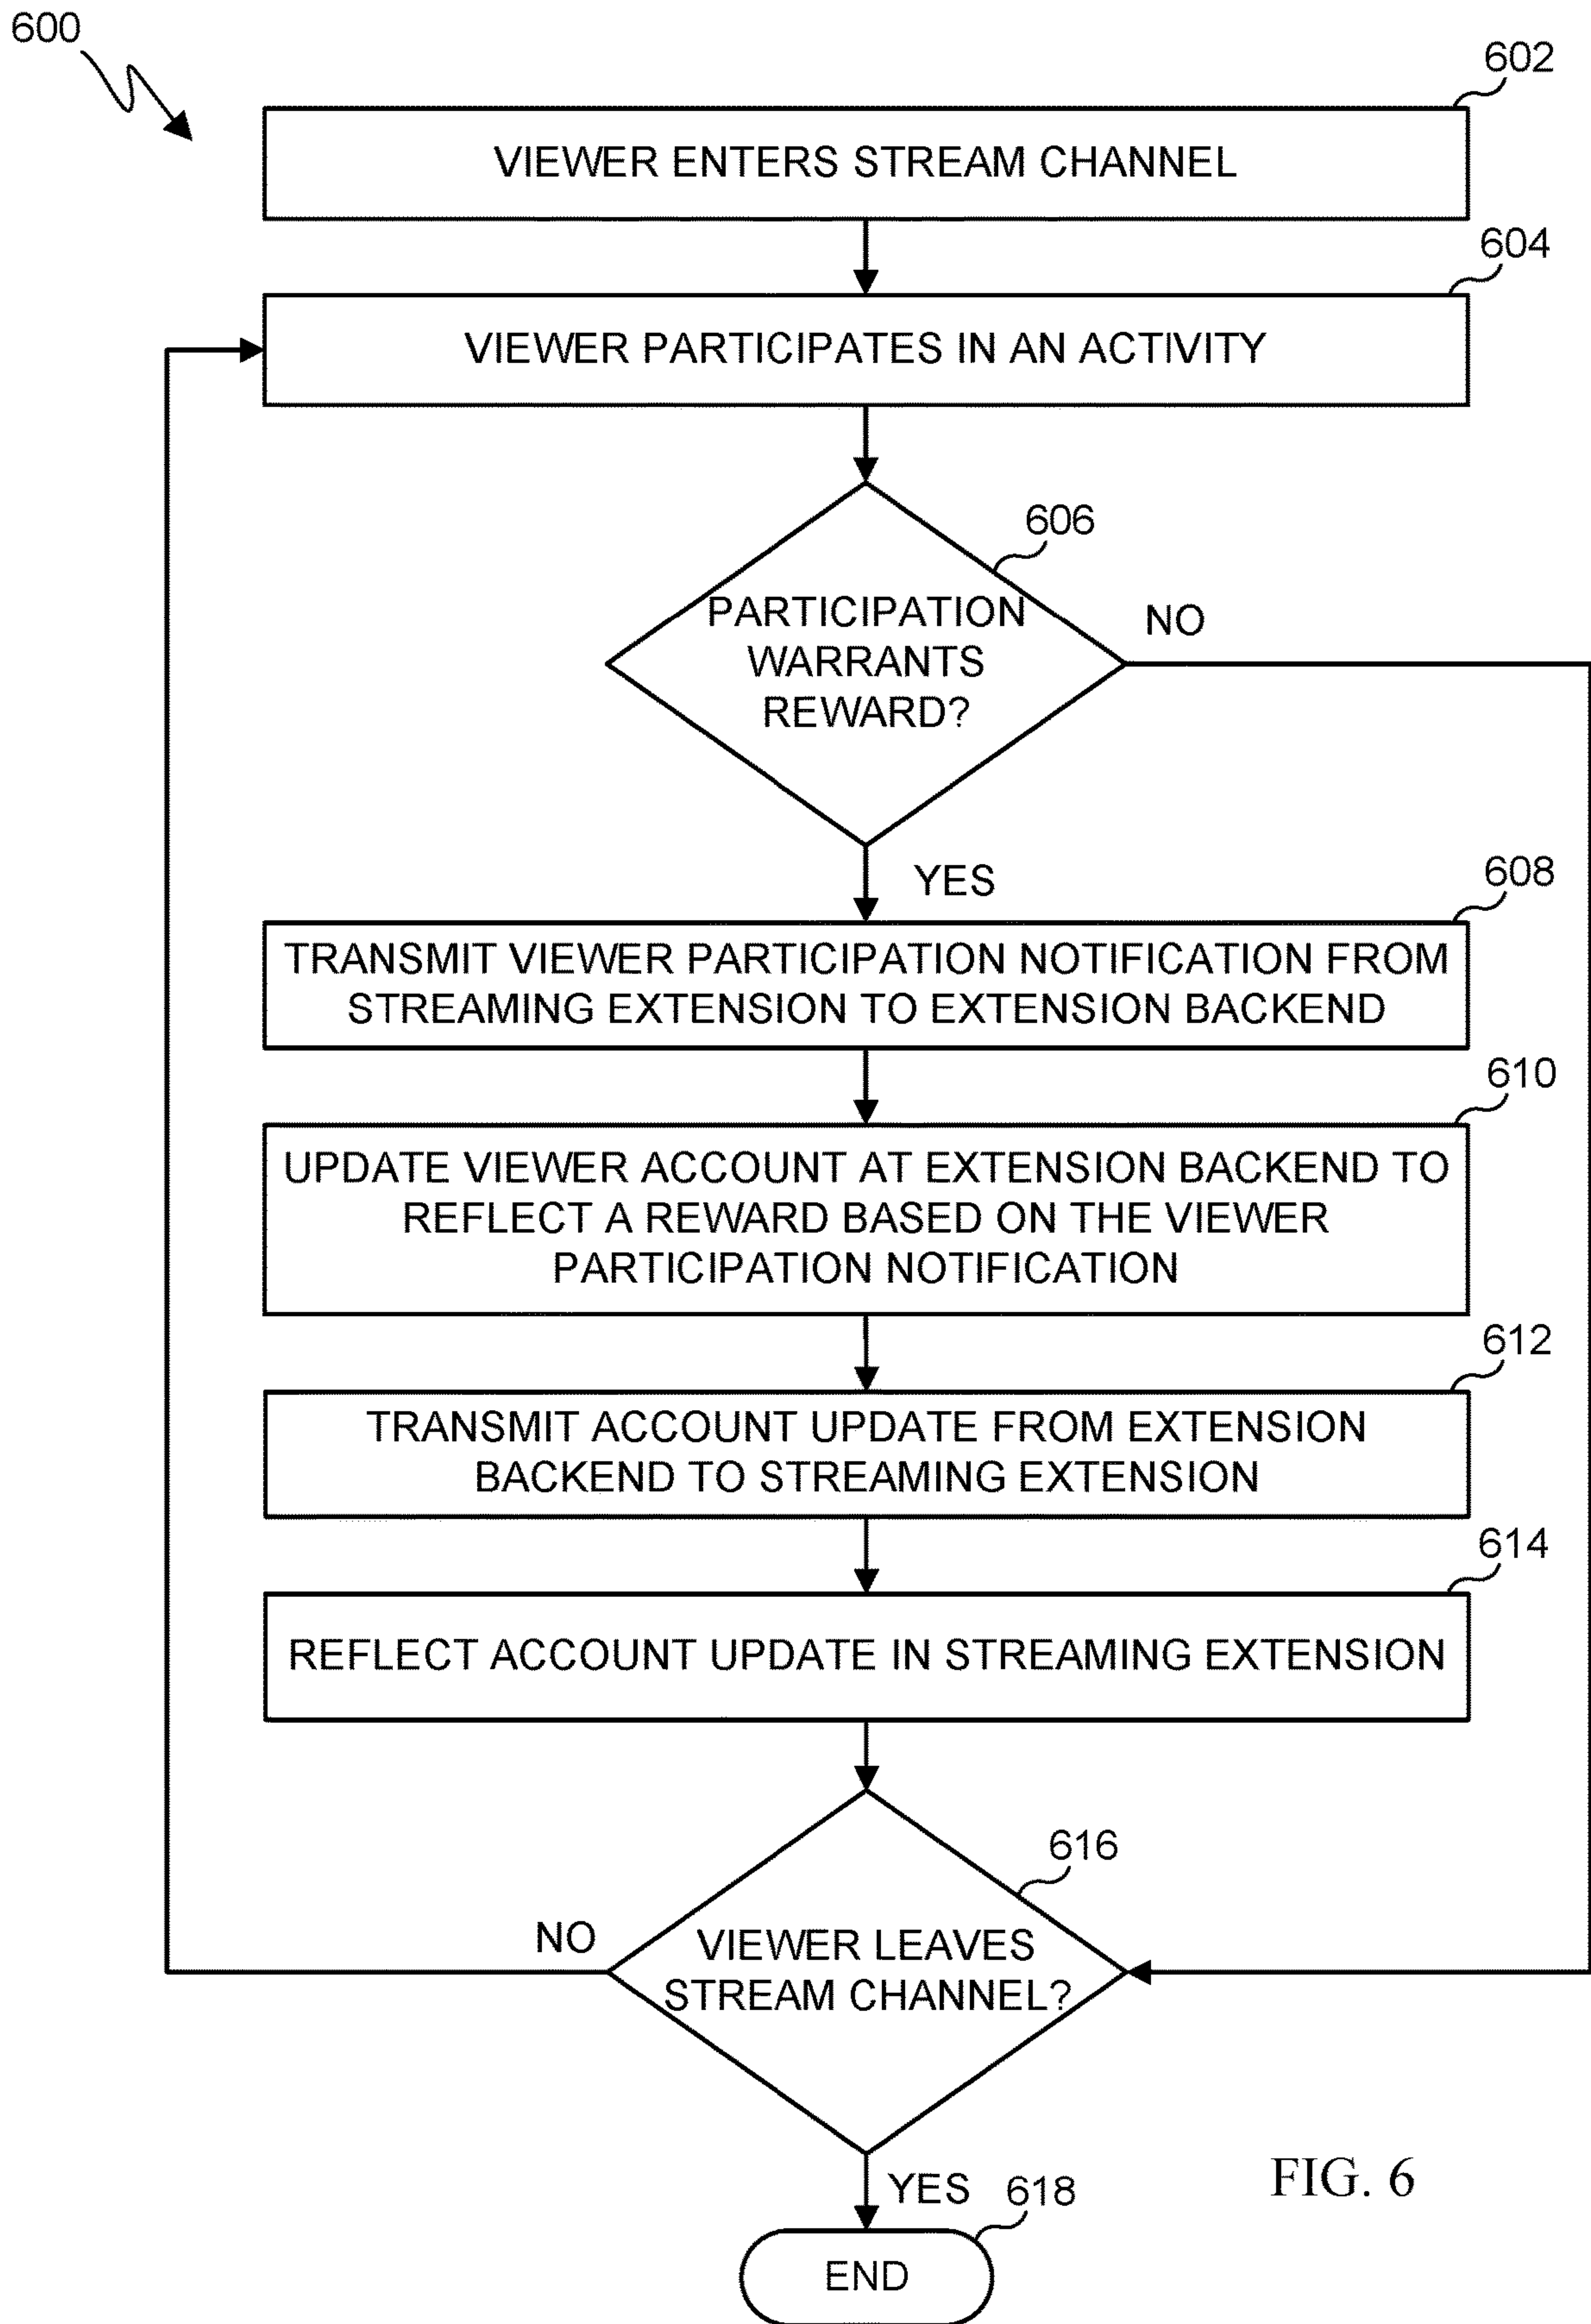 600
602
VIEWER ENTERS STREAM CHANNEL
604
VIEWER PARTICIPATES IN AN ACTIVITY
606
PARTICIPATION
WARRANTS
REWARD?
NO
YES
608
TRANSMIT VIEWER PARTICIPATION NOTIFICATION FROM
STREAMING EXTENSION TO EXTENSION BACKEND
610
UPDATE VIEWER ACCOUNT AT EXTENSION BACKEND TO
REFLECT A REWARD BASED ON THE VIEWER
PARTICIPATION NOTIFICATION
612
TRANSMIT ACCOUNT UPDATE FROM EXTENSION
BACKEND TO STREAMING EXTENSION
614
REFLECT ACCOUNT UPDATE IN STREAMING EXTENSION
616
NO
VIEWER LEAVES
STREAM CHANNEL?
YES
618
END
FIG. 6